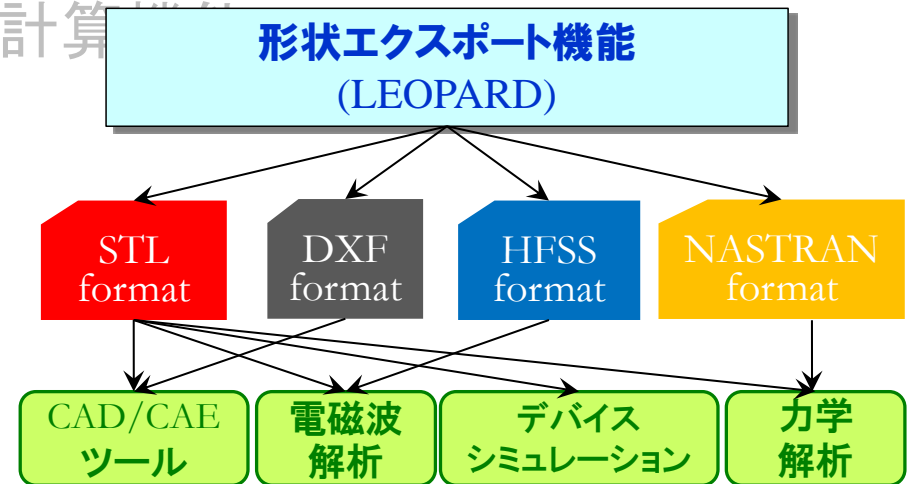 計算機能
形状エクスポート機能
(LEOPARD)
STL
format
DXF
format
HFSS
format
NASTRAN
format
CAD/CAE
ツール
電磁波
解析
デバイス
シミュレーション
力学
解析